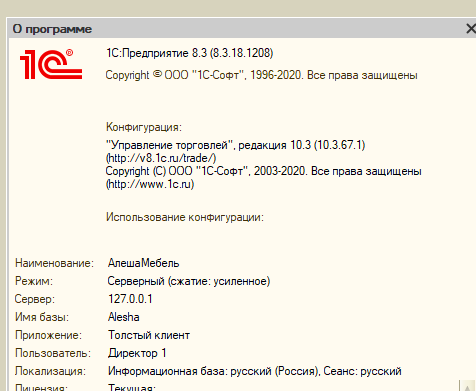 О программе
1С®
1С:Предприятие 8.3 (8.3.18.1208)
Copyright © ООО "1С-Софт", 1996-2020. Все права защищены
Конфигурация:
"Управление торговлей", редакция 10.3 (10.3.67.1)
(http://v8.1c.ru/trade/)
Copyright (C) ООО "1С-Софт", 2003-2020. Все права защищены
(http://www.1c.ru)
Использование конфигурации:
Наименование: АлешаМебель
Режим: Серверный (сжатие: усиленное)
Сервер: 127.0.0.1
Имя базы: Alesha
Приложение: Толстый клиент
Пользователь: Директор 1
Локализация: Информационная база: русский (Россия), Сеанс: русский
Лицензия: Текущая: